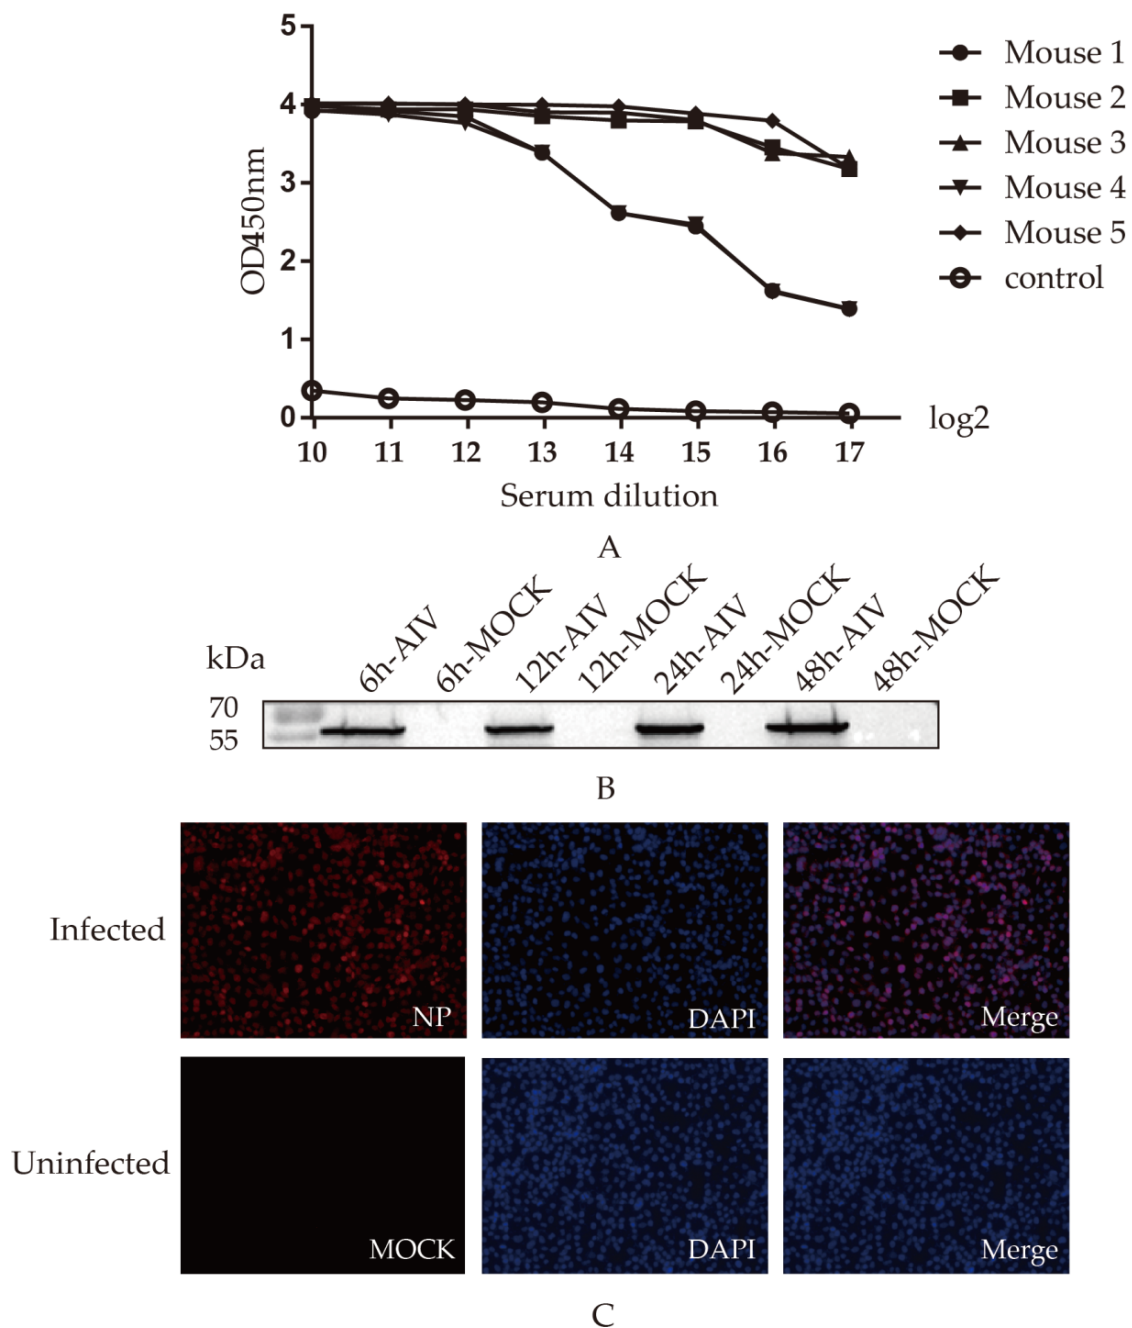 5
4
3
2
1
0
OD450nm
10 11 12 13 14 15 16 17
log2
Serum dilution
Mouse 1
Mouse 2
Mouse 3
Mouse 4
Mouse 5
control
A
kDa
70
55
6h-AIV
6h-MOCK
12h-AIV
12h-MOCK
24h-AIV
24h-MOCK
48h-AIV
48h-MOCK
B
Infected
NP
DAPI
Merge
Uninfected
MOCK
DAPI
Merge
C